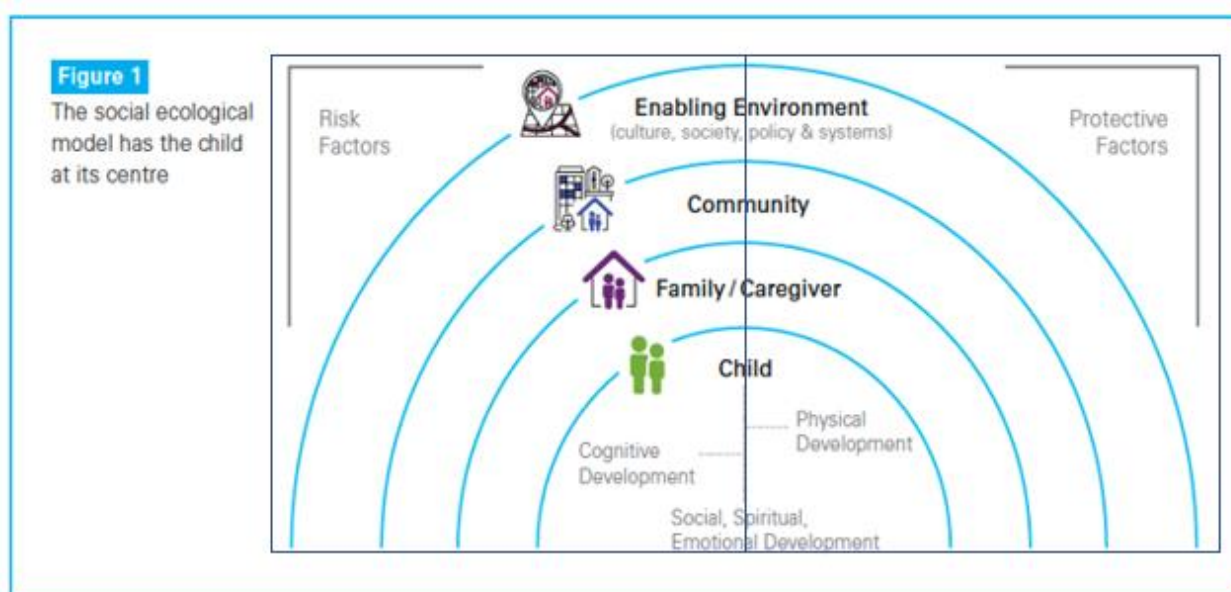 Figure 1
The social ecological
model has the child
at its centre
Risk
Factors
Enabling Environment
(culture, society, policy & systems)
Protective
Factors
Community
Family / Caregiver
Child
Physical
Development
Cognitive
Development
Social, Spiritual,
Emotional Development